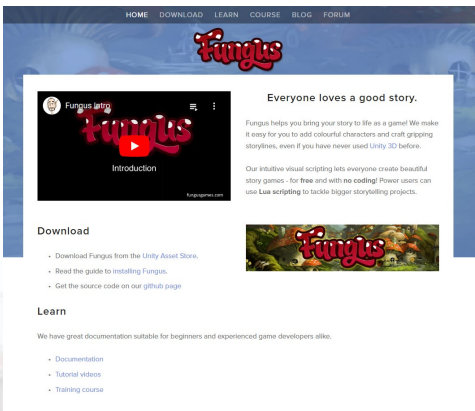 HOME DOWNLOAD LEARN COURSE BLOG FORUM
Fungus
Fungus Intro
Fungus
Introduction
fungusgames.com
Everyone loves a good story.
Fungus helps you bring your story to life as a game! We make
it easy for you to add colourful characters and craft gripping
storylines, even if you have never used Unity 3D before.
Our intuitive visual scripting lets everyone create beautiful
story games - for free and with no coding! Power users can
use Lua scripting to tackle bigger storytelling projects.
Download
• Download Fungus from the Unity Asset Store.
• Read the guide to installing Fungus.
• Get the source code on our github page
Fungus
Learn
We have great documentation suitable for beginners and experienced game developers alike.
• Documentation
• Tutorial videos
• Training course